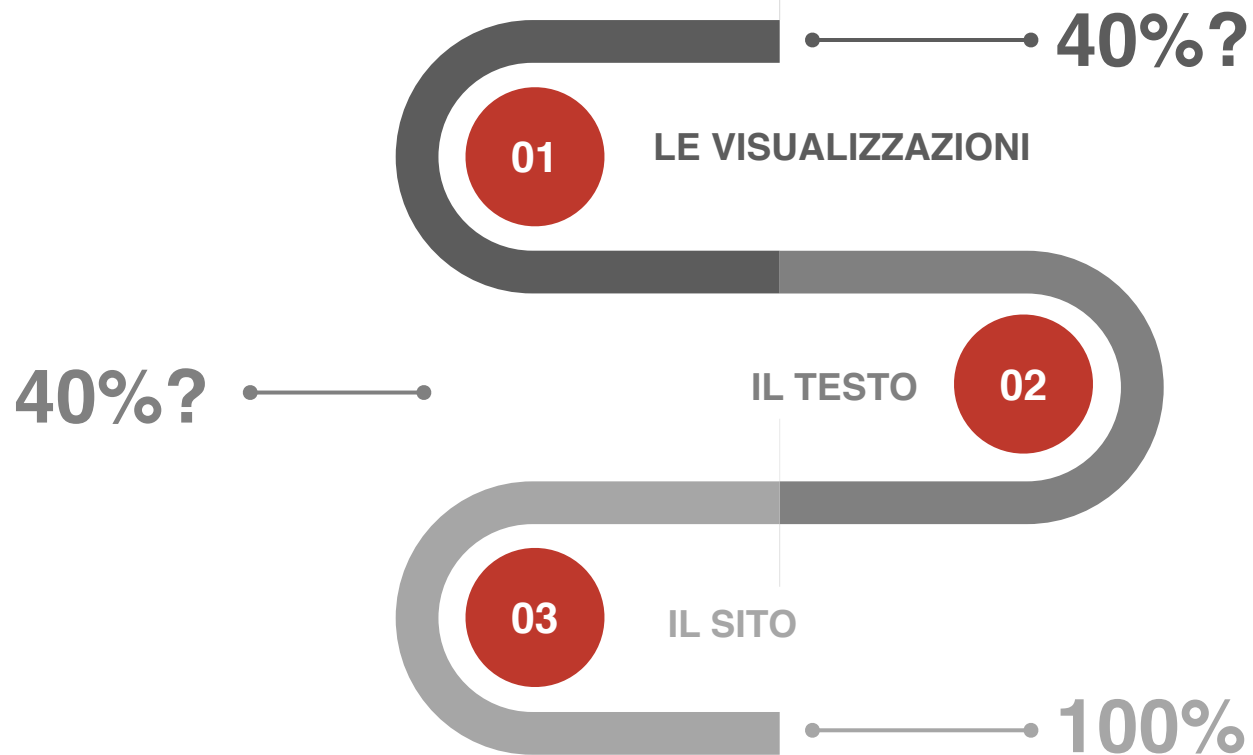 40%?
01
LE VISUALIZZAZIONI
40%?
IL TESTO
02
03
IL SITO
100%